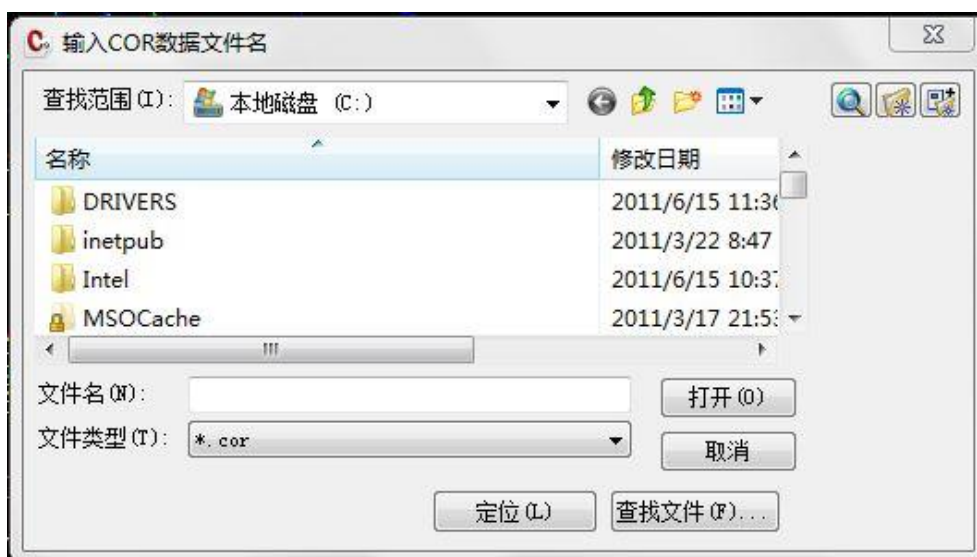 输入COR数据文件名
查找范围(I): 本地磁盘 (C:)
名称 修改日期
DRIVERS 2011/6/15 11:36
inetpub 2011/3/22 8:47
Intel 2011/6/15 10:37
MSOCache 2011/3/17 21:53
文件名(N): 打开(O)
文件类型(T): *.cor 取消
定位(L) 查找文件(F)...